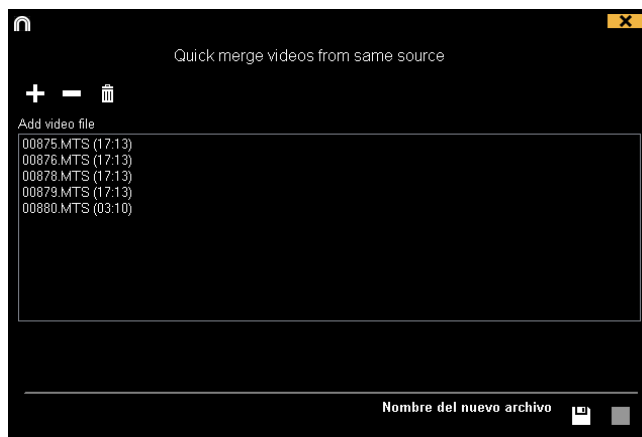 Quick merge videos from same source
Add video file
00875.MTS (17:13)
00876.MTS (17:13)
00878.MTS (17:13)
00879.MTS (17:13)
00880.MTS (03:10)
Nombre del nuevo archivo